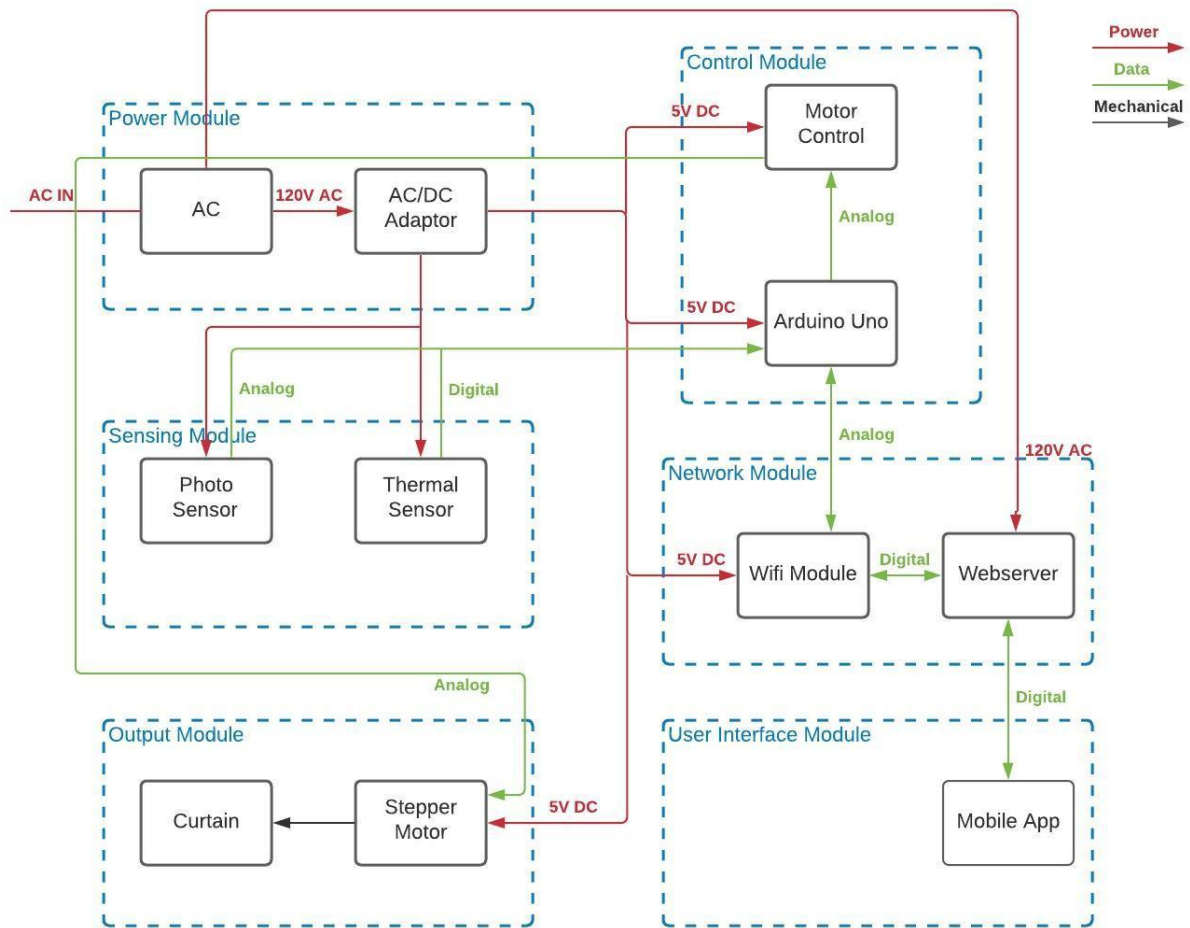 Power
Data
Mechanical
Control Module
Power Module
5V DC
Motor
Control
AC IN
AC
120V AC
AC/DC
Adaptor
Analog
5V DC
Arduino Uno
Analog
Digital
Sensing Module
Photo
Sensor
Thermal
Sensor
Analog
120V AC
Network Module
5V DC
Wifi Module
Digital
Webserver
Analog
Digital
Output Module
User Interface Module
Curtain
Stepper
Motor
5V DC
Mobile App